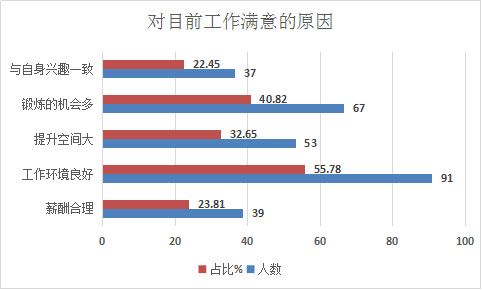 对目前工作满意的原因
与自身兴趣一致
22.45
37
锻炼的机会多
40.82
67
提升空间大
32.65
53
工作环境良好
55.78
91
薪酬合理
23.81
39
0 20 40 60 80 100
占比% 人数